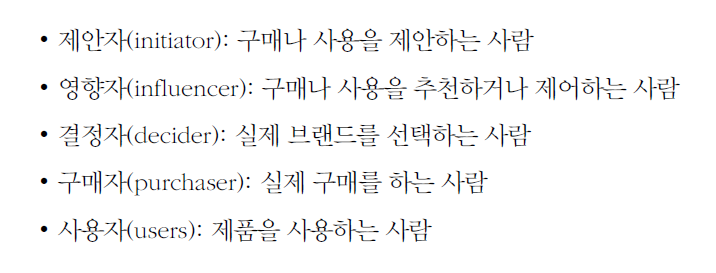 • 제안자(initiator): 구매나 사용을 제안하는 사람
• 영향자(influencer): 구매나 사용을 추천하거나 제어하는 사람
• 결정자(decider): 실제 브랜드를 선택하는 사람
• 구매자(purchaser): 실제 구매를 하는 사람
• 사용자(users): 제품을 사용하는 사람